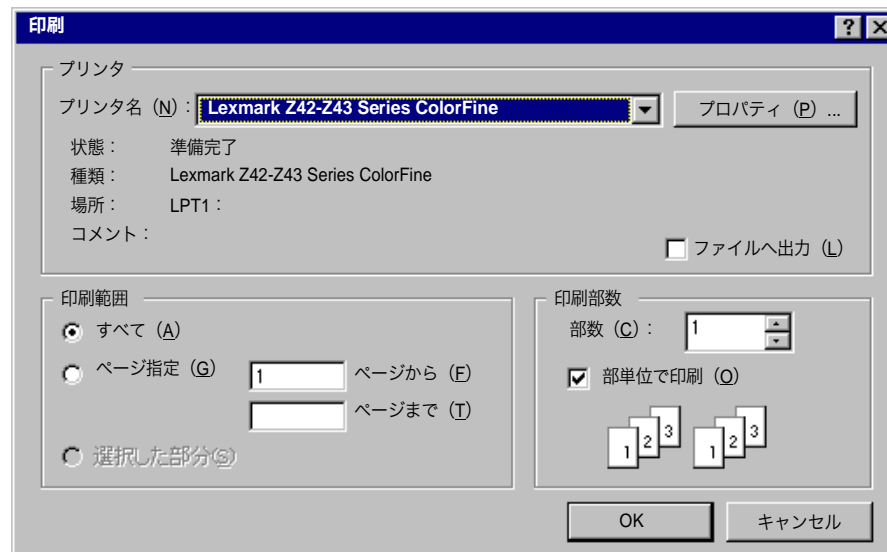 印刷
プリンタ
プリンタ名（N）： Lexmark Z42-Z43 Series ColorFine プロパティ（P）...
状態： 準備完了
種類： Lexmark Z42-Z43 Series ColorFine
場所： LPT1：
コメント：
ファイルへ出力（L）
印刷範囲
すべて（A）
ページ指定（G） 1 ページから（F）
ページまで（T）
選択した部分(S)
印刷部数
部数（C）： 1
部単位で印刷（O）
1 2 3 1 2 3
OK キャンセル